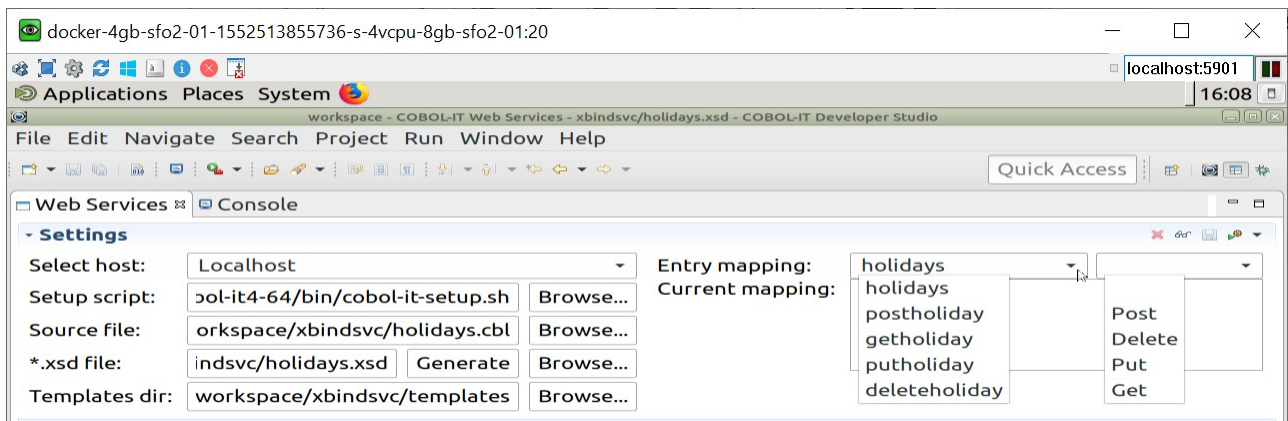 docker-4gb-sfo2-01-1552513855736-s-4vcpu-8gb-sfo2-01:20
localhost:5901
Applications Places System 16:08
workspace - COBOL-IT Web Services - xbindsvc/holidays.xsd - COBOL-IT Developer Studio
File Edit Navigate Search Project Run Window Help
Quick Access
Web Services Console
Settings
Select host: Localhost Entry mapping: holidays
Setup script: ool-it4-64/bin/cobol-it-setup.sh Browse... Current mapping: holidays
postholiday Post
Source file: orkspace/xbindsvc/holidays.cbl Browse... getholiday Delete
*.xsd file: indsvc/holidays.xsd Generate Browse... putholiday Put
Templates dir: workspace/xbindsvc/templates Browse... deleteholiday Get